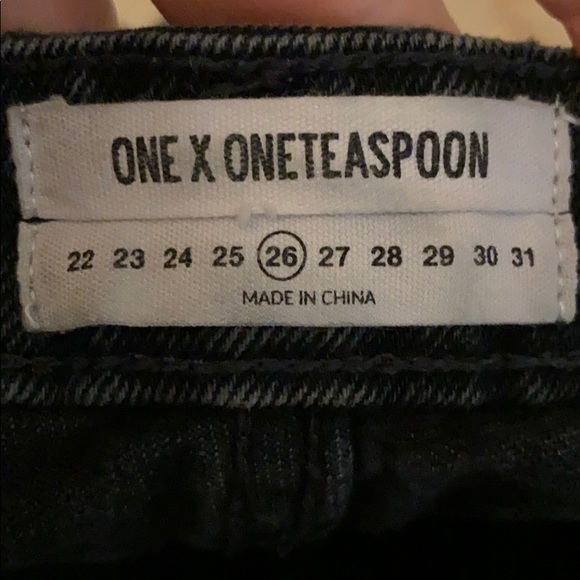 ONE X ONETEASPOON
22 23 24 25 26 27 28 29 30 31
MADE IN CHINA